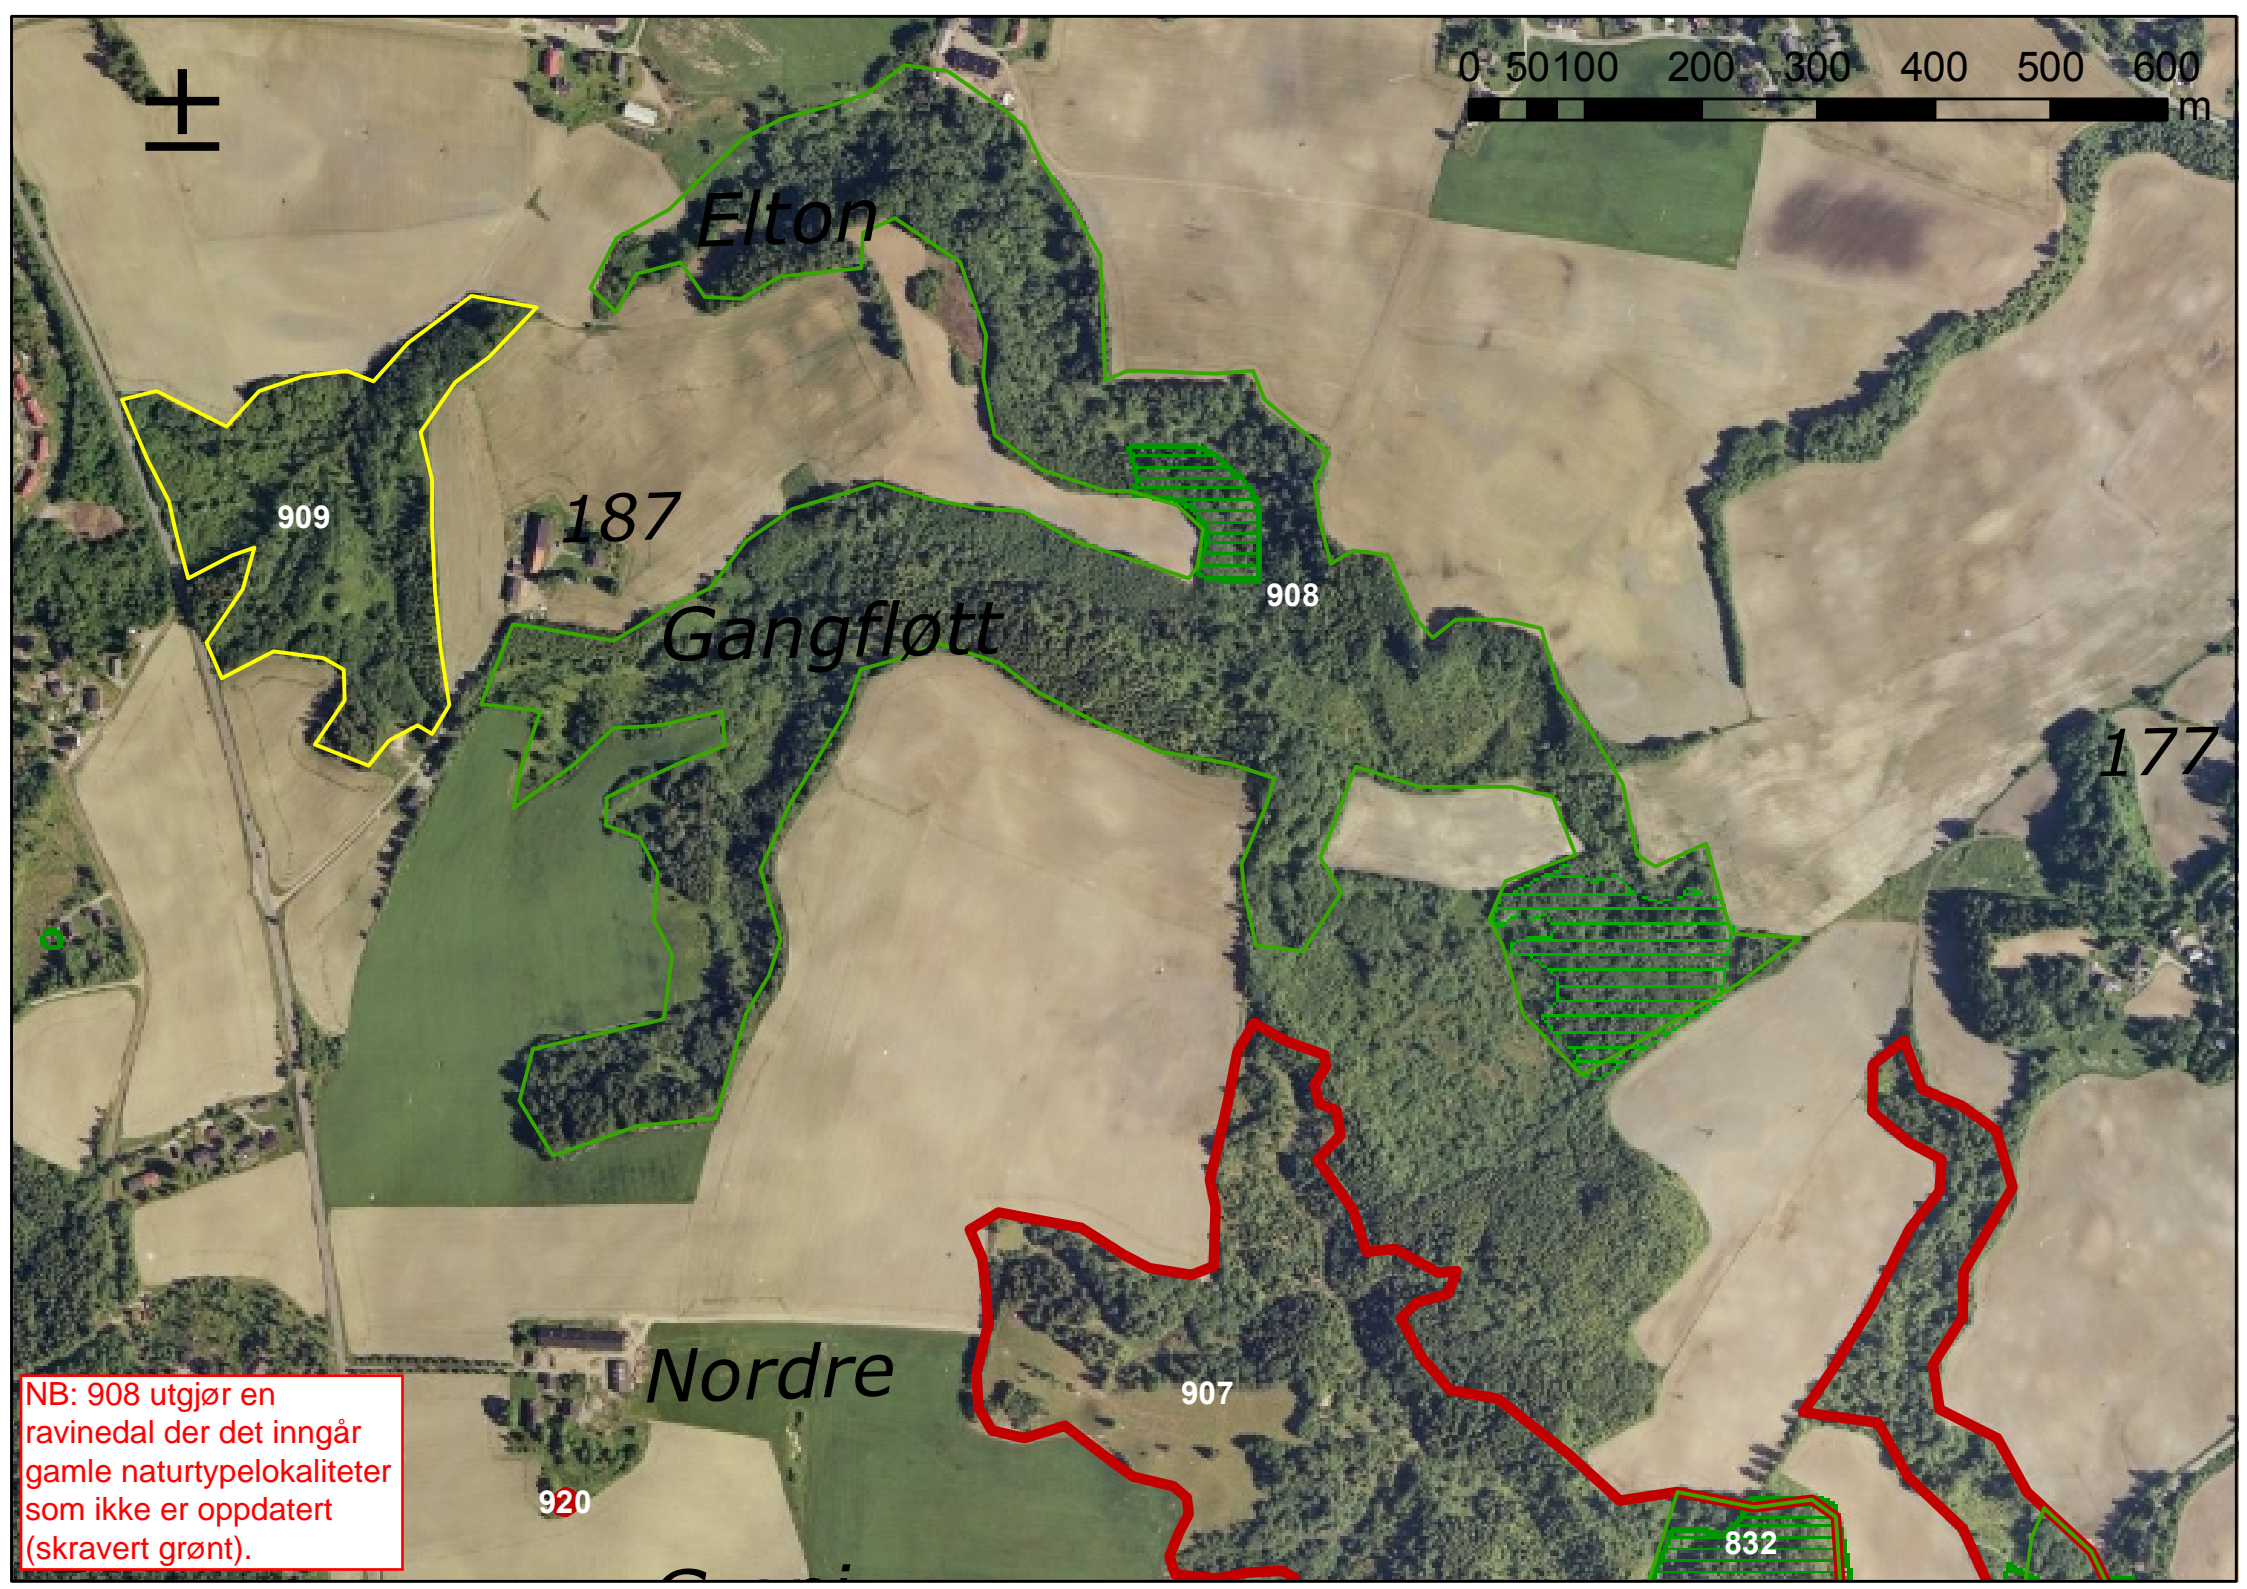 0 50100 200 300 400 500 600
m
Elton
909
187
908
Gangfløtt
177
Nordre
907
920
832
NB: 908 utgjør en
ravinedal der det inngår
gamle naturtypelokaliteter
som ikke er oppdatert
(skravert grønt).